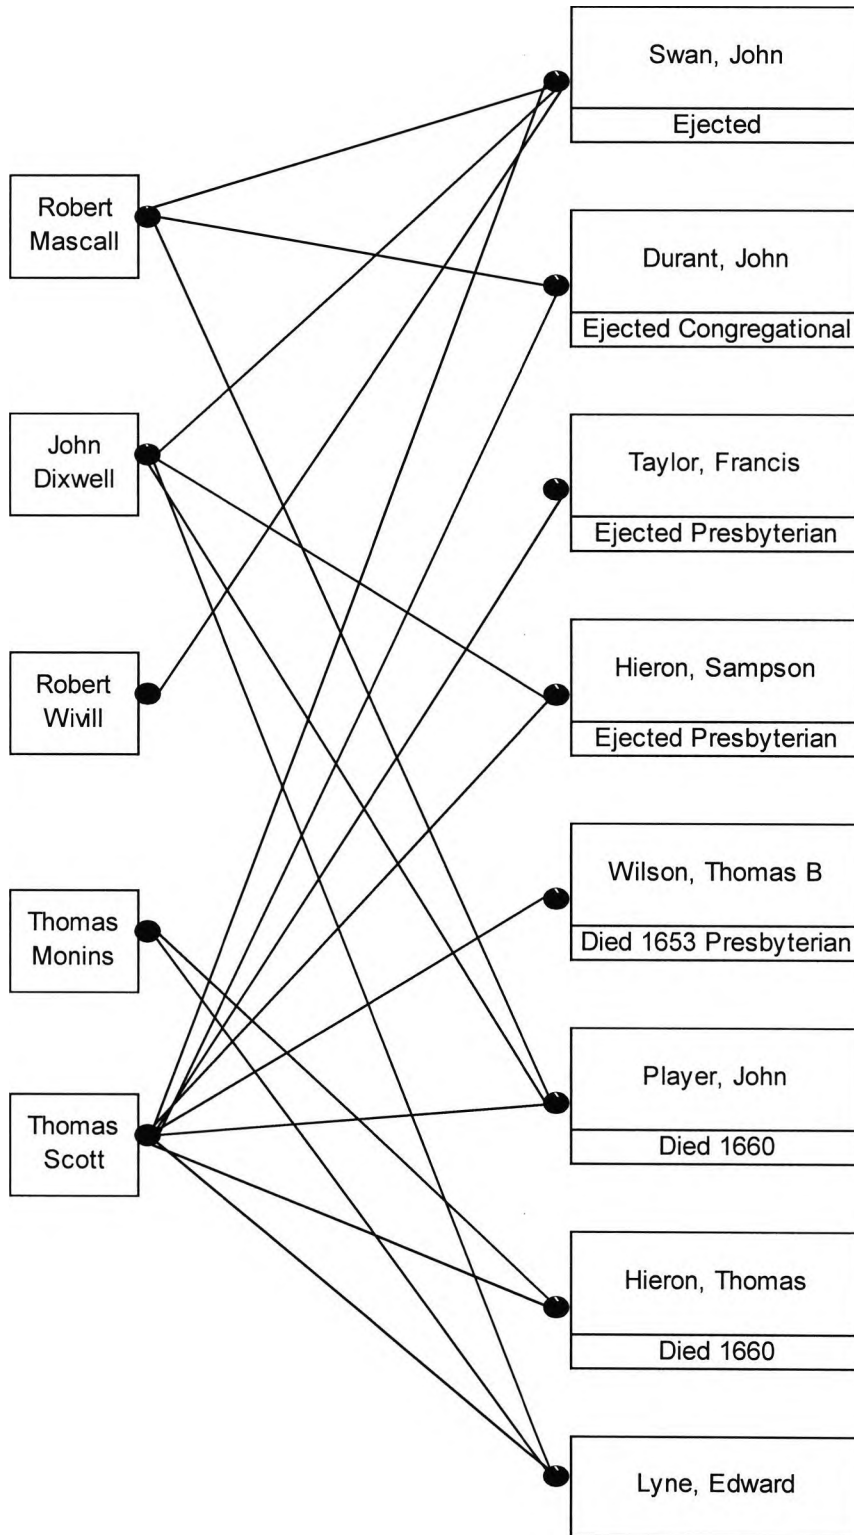 Swan, John
Ejected
Robert
Mascall
Durant, John
Ejected Congregational
John
Dixwell
Taylor, Francis
Ejected Presbyterian
Robert
Wivill
Hieron, Sampson
Ejected Presbyterian
Wilson, Thomas B
Died 1653 Presbyterian
Thomas
Monins
Player, John
Died 1660
Thomas
Scott
Hieron, Thomas
Died 1660
Lyne, Edward